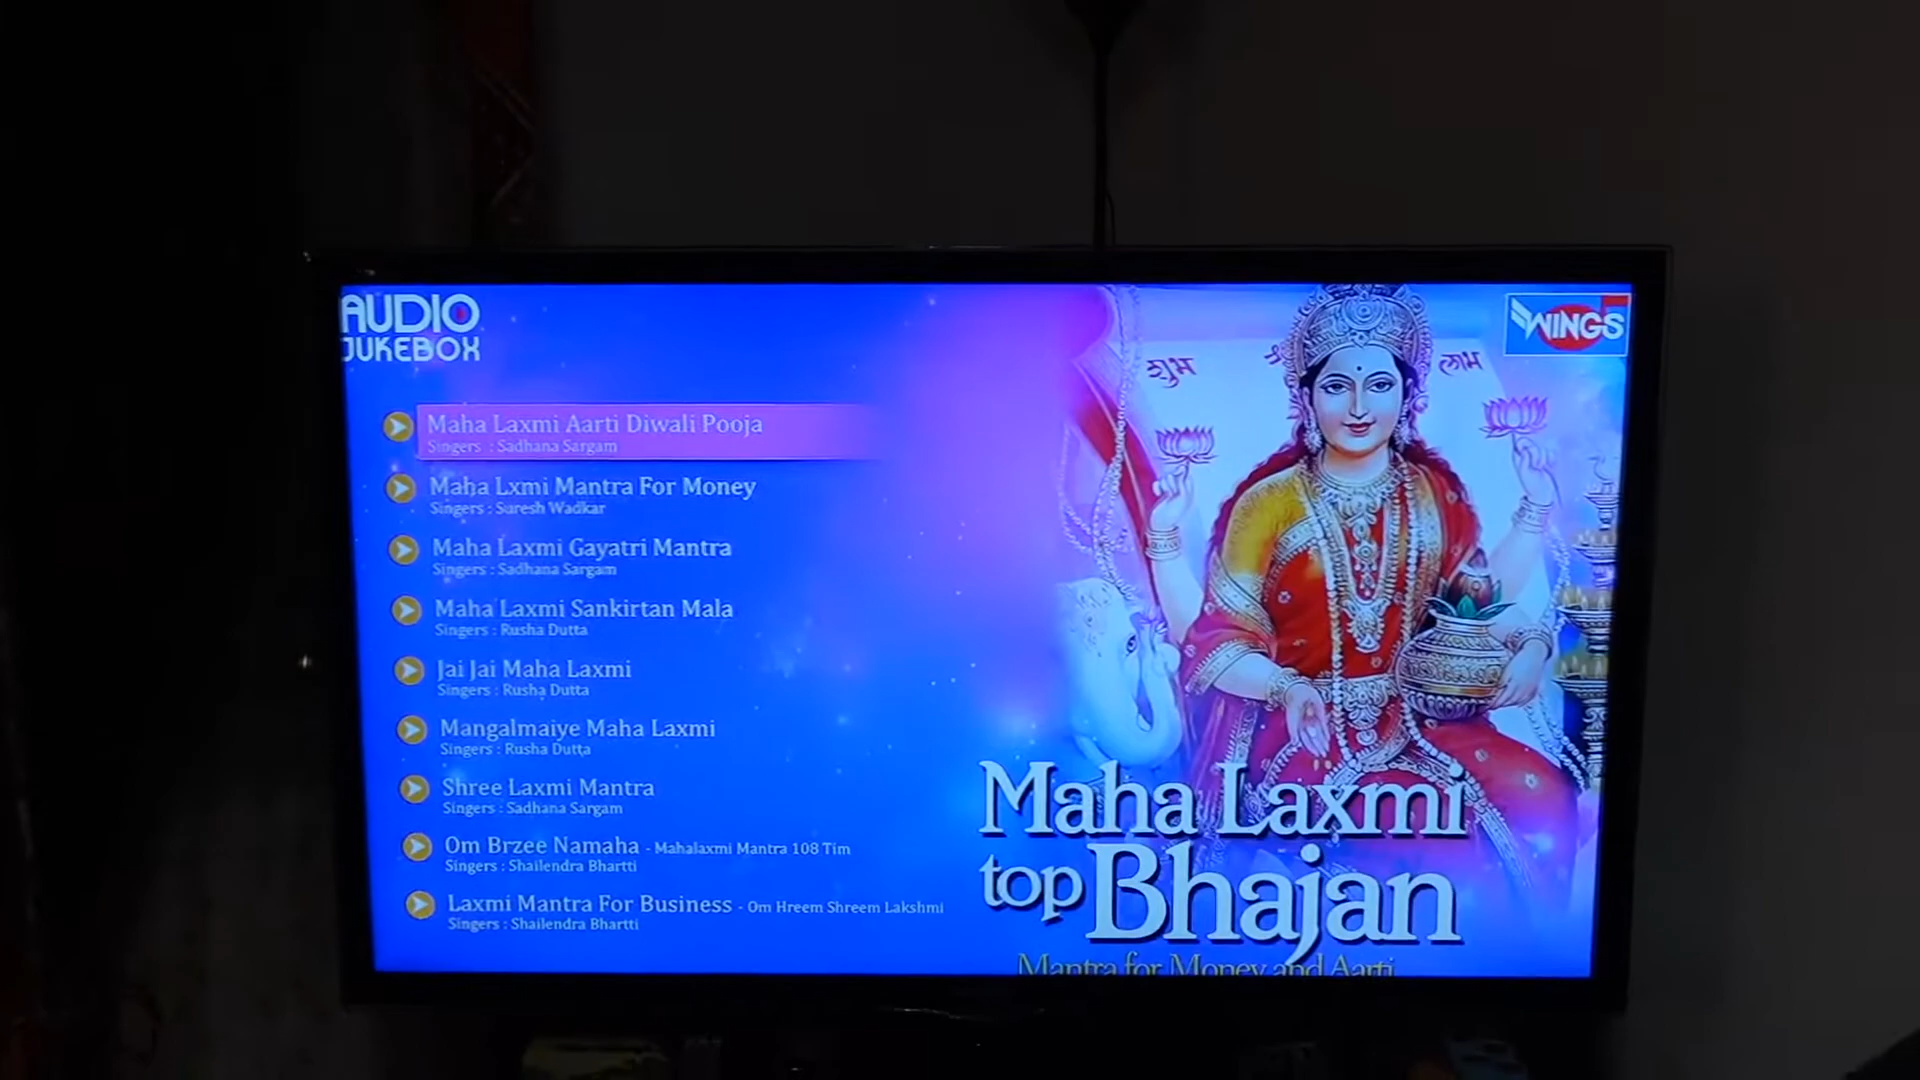 AUDIO
JUKEBOX
WINGS
शुभ
लाभ
Maha Laxmi Aarti Diwali Pooja
Singers : Sadhana Sargam
Maha Lxmi Mantra For Money
Singers : Suresh Wadkar
Maha Laxmi Gayatri Mantra
Singers : Sadhana Sargam
Maha Laxmi Sankirtan Mala
Singers : Rusha Dutta
Jai Jai Maha Laxmi
Singers : Rusha Dutta
Mangalmaiye Maha Laxmi
Singers : Rusha Dutta
Shree Laxmi Mantra
Singers : Sadhana Sargam
Om Brzee Namaha - Mahalaxmi Mantra 108 Tim
Singers : Shailendra Bhartti
Laxmi Mantra For Business - Om Hreem Shreem Lakshmi
Singers : Shailendra Bhartti
Maha Laxmi
top Bhajan
Mantra for Money and Aarti